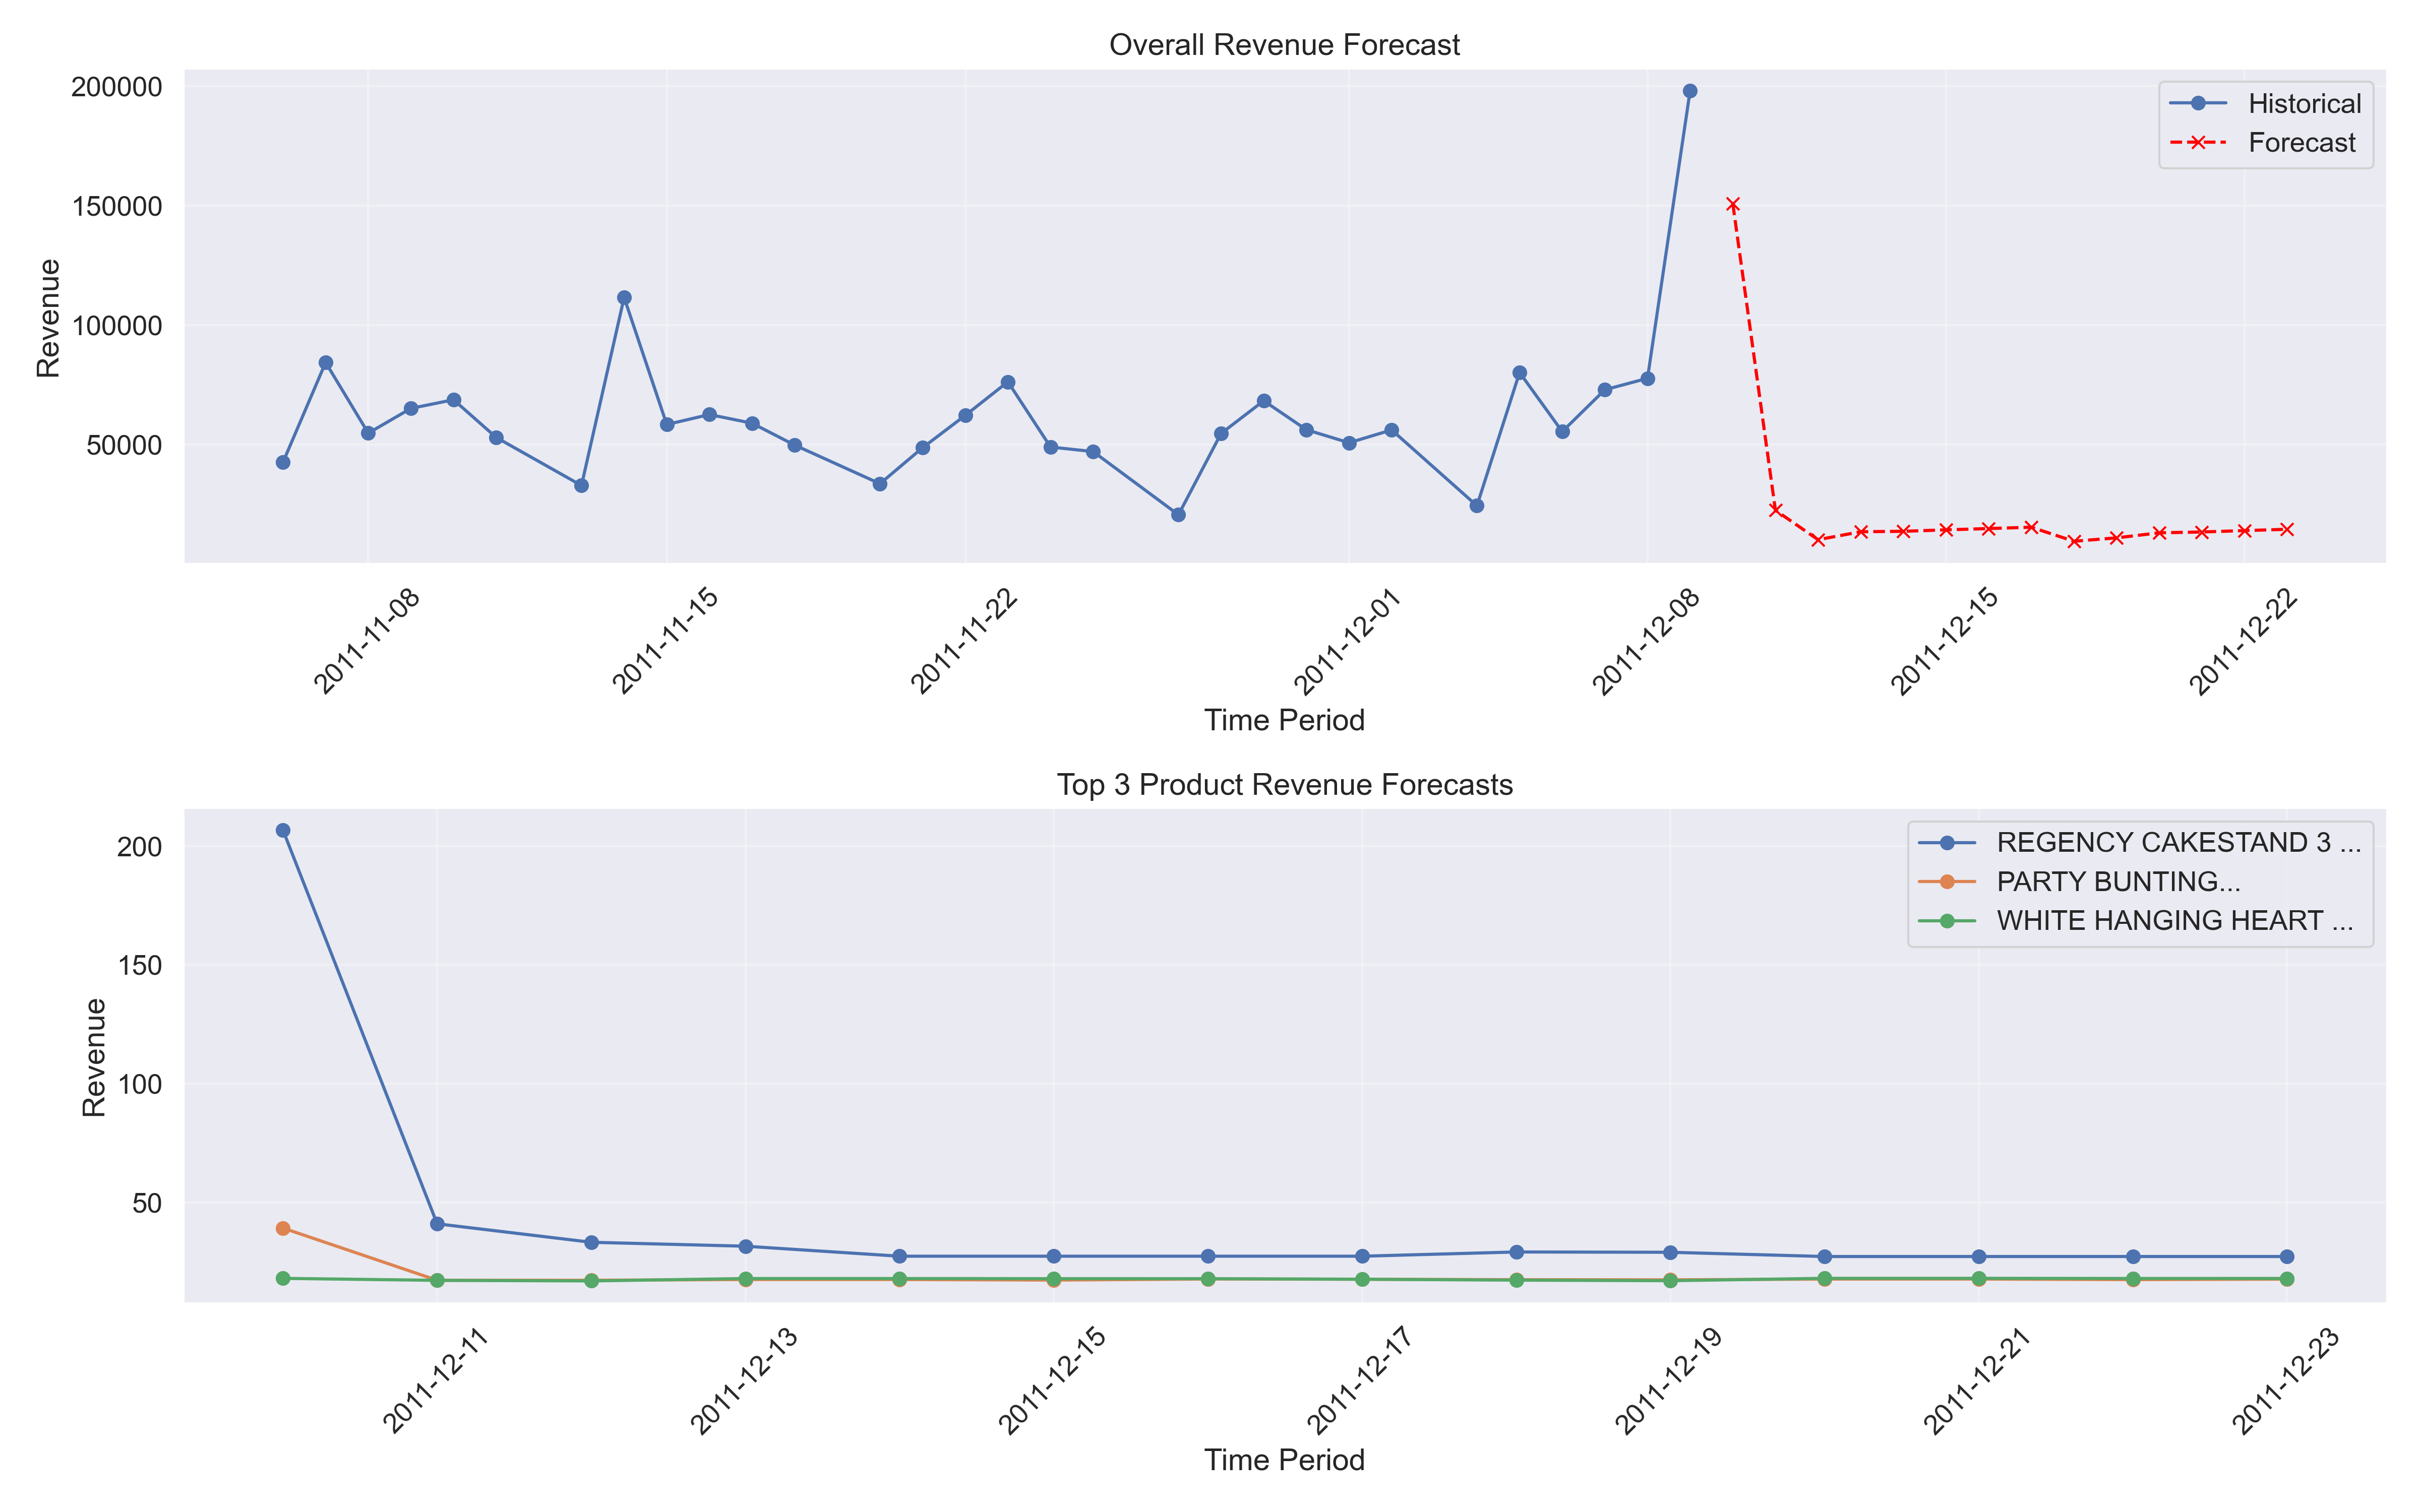 Overall Revenue Forecast
Revenue
200000
150000
100000
50000
Historical
Forecast
2011-11-08
2011-11-15
2011-11-22
2011-12-01
2011-12-08
2011-12-15
2011-12-22
Time Period
Top 3 Product Revenue Forecasts
Revenue
200
150
100
50
REGENCY CAKESTAND 3 ...
PARTY BUNTING...
WHITE HANGING HEART ...
2011-12-11
2011-12-13
2011-12-15
2011-12-17
2011-12-19
2011-12-21
2011-12-23
Time Period